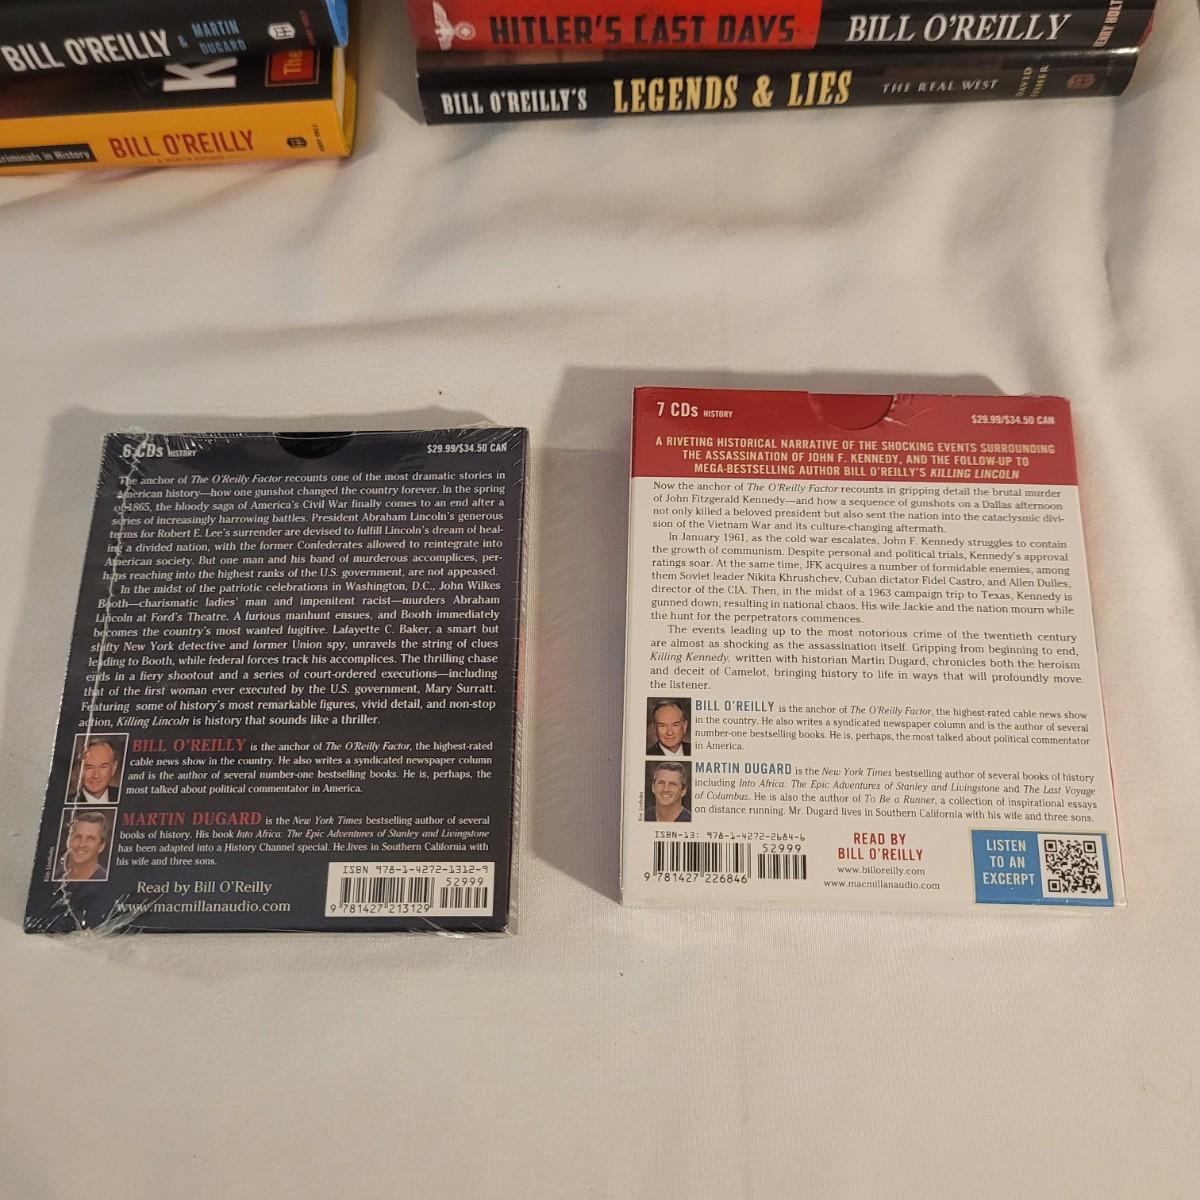 BILL O'REILLY & MARTIN DUGARD
The
K
riminals in History BILL O'REILLY
HITLER'S LAST DAYS BILL O'REILLY
BILL O'REILLY'S LEGENDS & LIES THE REAL WEST DAVID FISHER
6 CDs HISTORY $29.99/$34.50 CAN
The anchor of The O'Reilly Factor recounts one of the most dramatic stories in
American history—how one gunshot changed the country forever. In the spring
of 1865, the bloody saga of America's Civil War finally comes to an end after a
series of increasingly harrowing battles. President Abraham Lincoln's generous
terms for Robert E. Lee's surrender are devised to fulfill Lincoln's dream of heal-
ing a divided nation, with the former Confederates allowed to reintegrate into
American society. But one man and his band of murderous accomplices, per-
haps reaching into the highest ranks of the U.S. government, are not appeased.
In the midst of the patriotic celebrations in Washington, D.C., John Wilkes
Booth—charismatic ladies' man and impenitent racist—murders Abraham
Lincoln at Ford's Theatre. A furious manhunt ensues, and Booth immediately
becomes the country's most wanted fugitive. Lafayette C. Baker, a smart but
shifty New York detective and former Union spy, unravels the string of clues
leading to Booth, while federal forces track his accomplices. The thrilling chase
ends in a fiery shootout and a series of court-ordered executions—including
that of the first woman ever executed by the U.S. government, Mary Surratt.
Featuring some of history's most remarkable figures, vivid detail, and non-stop
action, Killing Lincoln is history that sounds like a thriller.
BILL O'REILLY is the anchor of The O'Reilly Factor, the highest-rated
cable news show in the country. He also writes a syndicated newspaper column
and is the author of several number-one bestselling books. He is, perhaps, the
most talked about political commentator in America.
MARTIN DUGARD is the New York Times bestselling author of several
books of history. His book Into Africa: The Epic Adventures of Stanley and Livingstone
has been adapted into a History Channel special. He lives in Southern California with
his wife and three sons.
Read by Bill O'Reilly
www.macmillanaudio.com
ISBN 978-1-4272-1312-9
52999
9 781427 213129
7 CDs HISTORY $29.99/$34.50 CAN
A RIVETING HISTORICAL NARRATIVE OF THE SHOCKING EVENTS SURROUNDING
THE ASSASSINATION OF JOHN F. KENNEDY, AND THE FOLLOW-UP TO
MEGA-BESTSELLING AUTHOR BILL O'REILLY'S KILLING LINCOLN
Now the anchor of The O'Reilly Factor recounts in gripping detail the brutal murder
of John Fitzgerald Kennedy—and how a sequence of gunshots on a Dallas afternoon
not only killed a beloved president but also sent the nation into the cataclysmic divi-
sion of the Vietnam War and its culture-changing aftermath.
In January 1961, as the cold war escalates, John F. Kennedy struggles to contain
the growth of communism. Despite personal and political trials, Kennedy's approval
ratings soar. At the same time, JFK acquires a number of formidable enemies, among
them Soviet leader Nikita Khrushchev, Cuban dictator Fidel Castro, and Allen Dulles,
director of the CIA. Then, in the midst of a 1963 campaign trip to Texas, Kennedy is
gunned down, resulting in national chaos. His wife Jackie and the nation mourn while
the hunt for the perpetrators commences.
The events leading up to the most notorious crime of the twentieth century
are almost as shocking as the assassination itself. Gripping from beginning to end,
Killing Kennedy, written with historian Martin Dugard, chronicles both the heroism
and deceit of Camelot, bringing history to life in ways that will profoundly move
the listener.
BILL O'REILLY is the anchor of The O'Reilly Factor, the highest-rated cable news show
in the country. He also writes a syndicated newspaper column and is the author of several
number-one bestselling books. He is, perhaps, the most talked about political commentator
in America.
MARTIN DUGARD is the New York Times bestselling author of several books of history
including Into Africa: The Epic Adventures of Stanley and Livingstone and The Last Voyage
of Columbus. He is also the author of To Be a Runner, a collection of inspirational essays
on distance running. Mr. Dugard lives in Southern California with his wife and three sons.
ISBN-13: 978-1-4272-2684-6
52999
9 781427 226846
READ BY
BILL O'REILLY
www.billoreilly.com
www.macmillanaudio.com
LISTEN
TO AN
EXCERPT